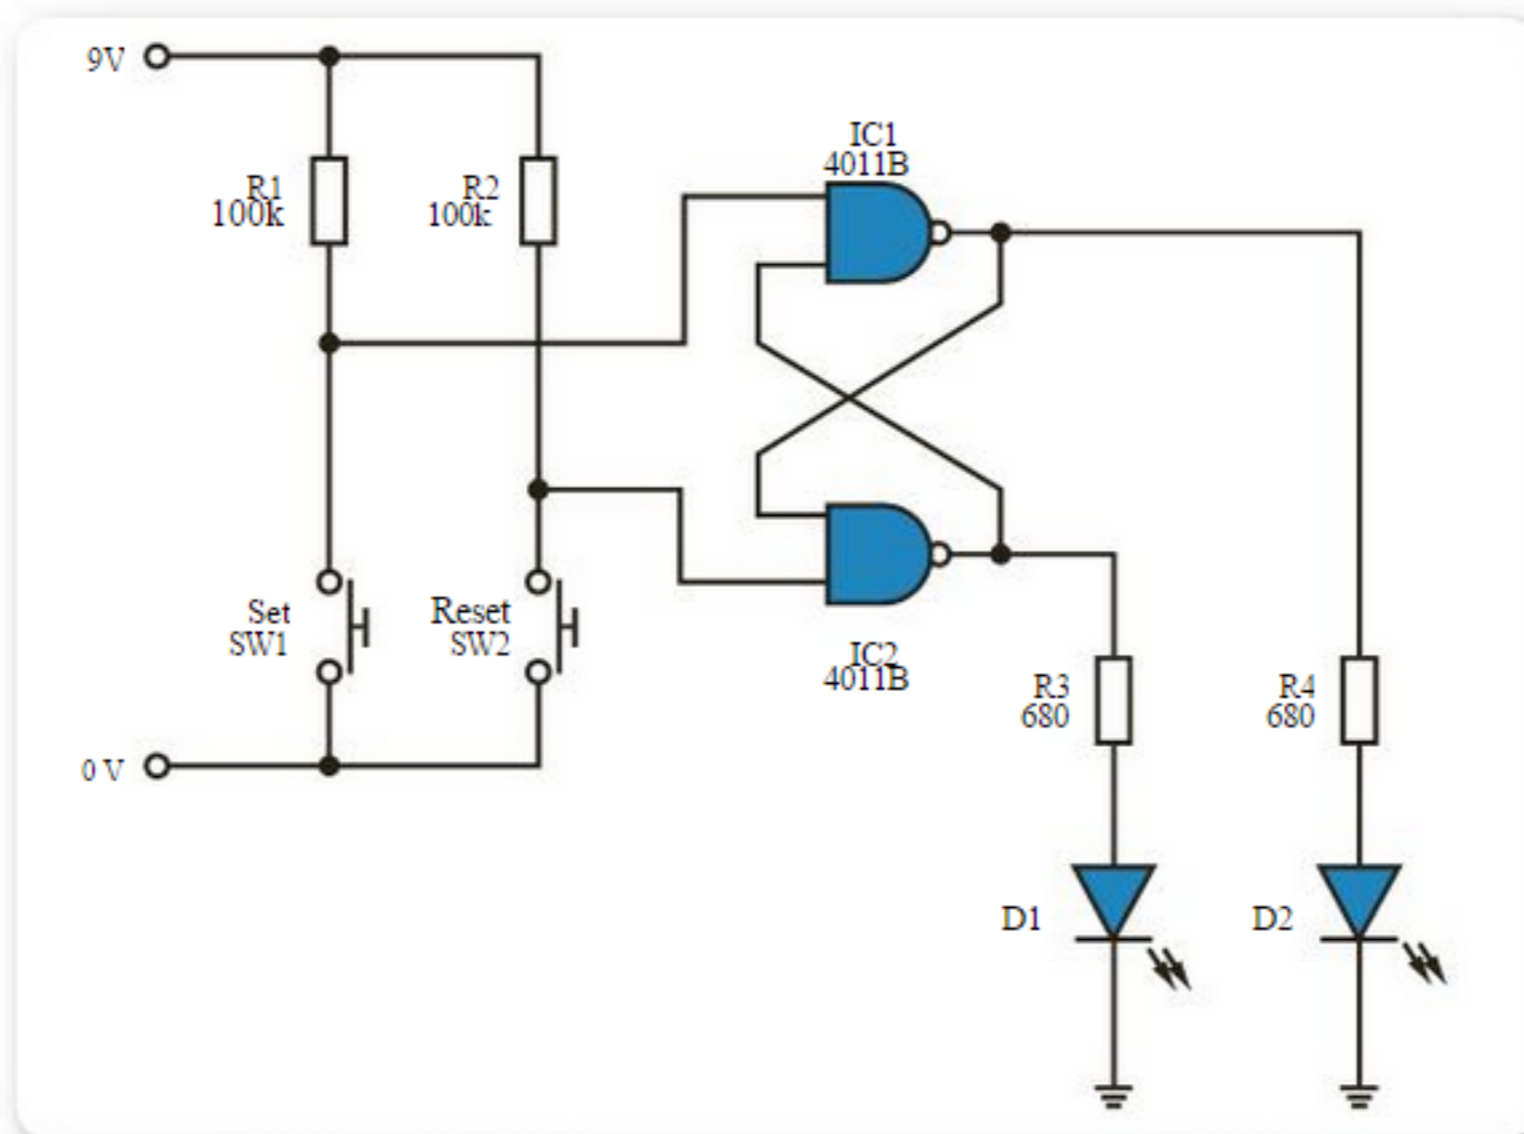 9V
IC1
4011B
R1
100k
R2
100k
Set
SW1
Reset
SW2
IC2
4011B
R3
680
R4
680
0 V
D1
D2